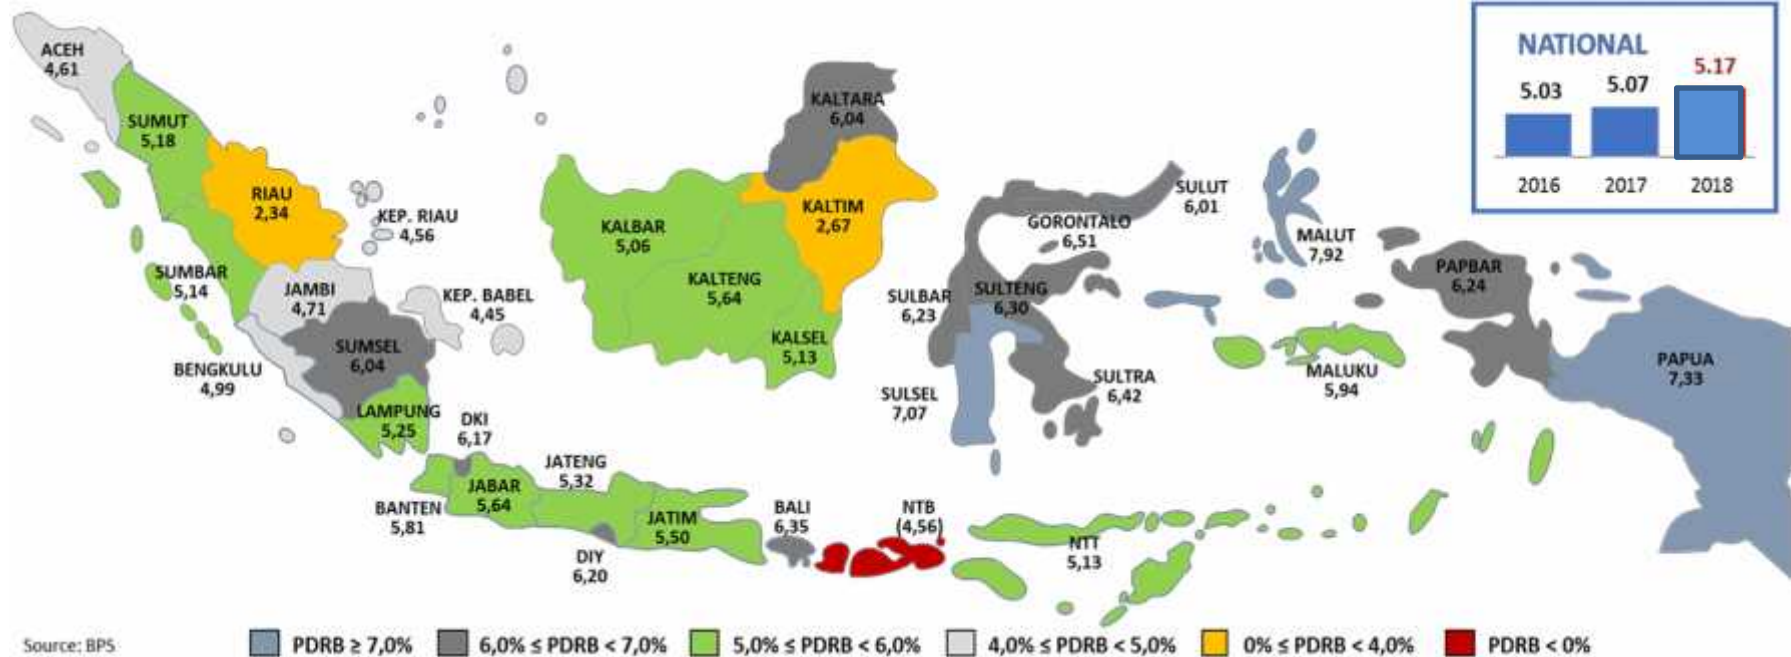 ACEH
4,61
SUMUT
5,18
RIAU
2,34
KEP. RIAU
4,56
SUMBAR
5,14
JAMBI
4,71
KEP. BABEL
4,45
SUMSEL
6,04
BENGKULU
4,99
LAMPUNG
5,25
DKI
6,17
JATENG
5,32
JABAR
5,64
BANTEN
5,81
DIY
6,20
JATIM
5,50
BALI
6,35
NTB
(4,56)
NTT
5,13
KALTARA
6,04
KALTIM
2,67
KALBAR
5,06
KALTENG
5,64
KALSEL
5,13
SULUT
6,01
GORONTALO
6,51
SULBAR
6,23
SULTENG
6,30
SULSEL
7,07
SULTRA
6,42
MALUT
7,92
MALUKU
5,94
PAPBAR
6,24
PAPUA
7,33
NATIONAL
5.03 5.07 5.17
2016 2017 2018
Source: BPS
PDRB ≥ 7,0% 6,0% ≤ PDRB < 7,0% 5,0% ≤ PDRB < 6,0% 4,0% ≤ PDRB < 5,0% 0% ≤ PDRB < 4,0% PDRB < 0%